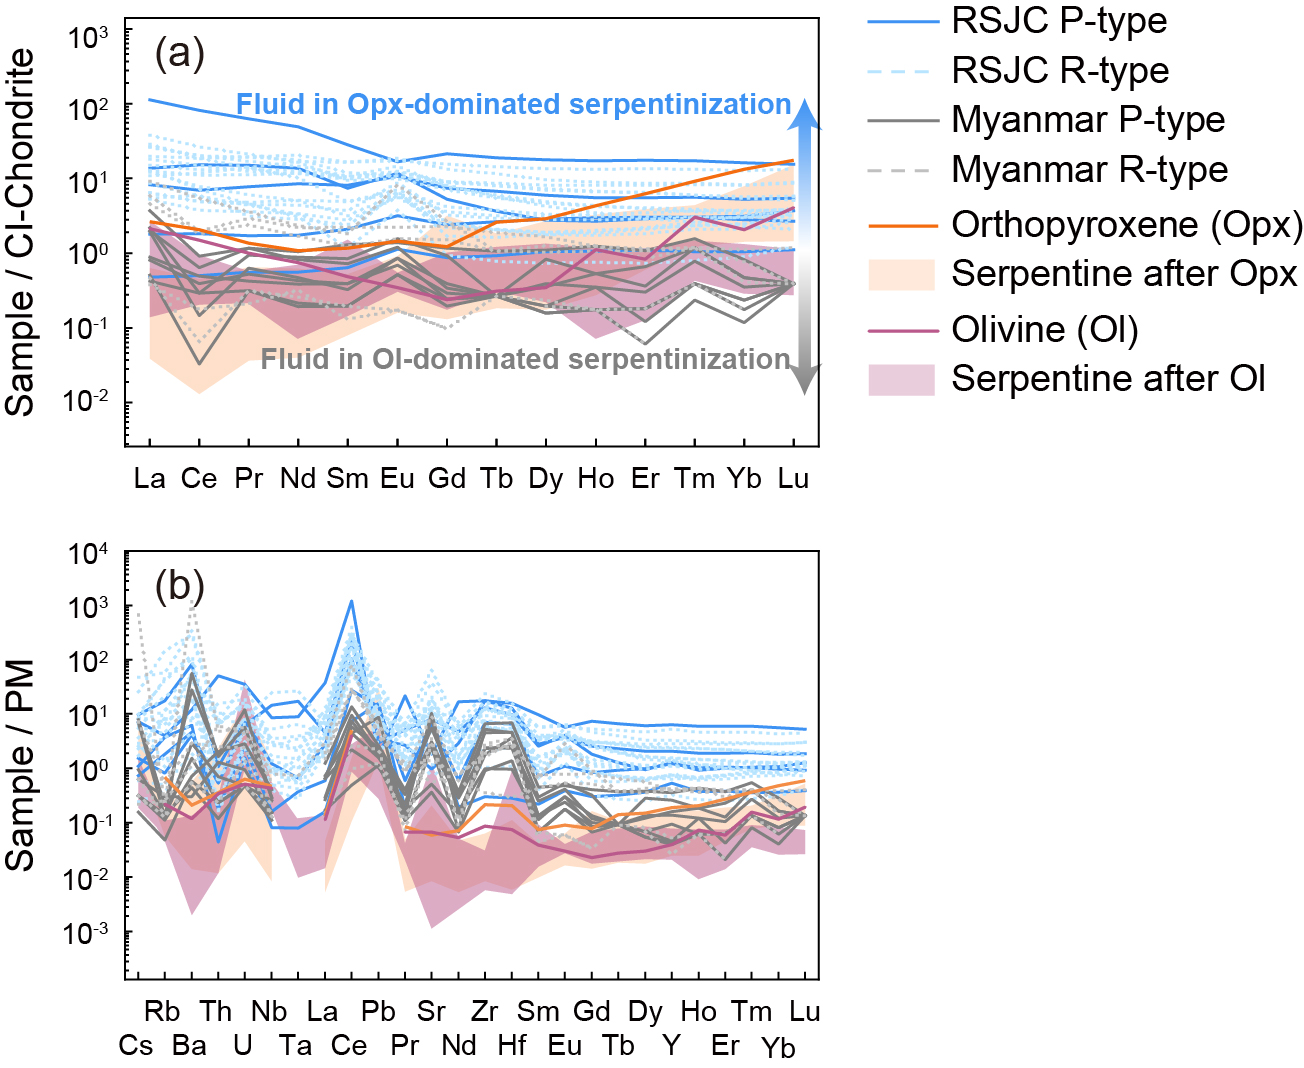 (a)
Sample / CI-Chondrite
10³
10²
10¹
10⁰
10⁻¹
10⁻²
Fluid in Opx-dominated serpentinization
Fluid in Ol-dominated serpentinization
La Ce Pr Nd Sm Eu Gd Tb Dy Ho Er Tm Yb Lu
RSJC P-type
RSJC R-type
Myanmar P-type
Myanmar R-type
Orthopyroxene (Opx)
Serpentine after Opx
Olivine (Ol)
Serpentine after Ol
(b)
Sample / PM
10⁴
10³
10²
10¹
10⁰
10⁻¹
10⁻²
10⁻³
Rb Th Nb La Pb Sr Zr Sm Gd Dy Ho Tm Lu
Cs Ba U Ta Ce Pr Nd Hf Eu Tb Y Er Yb